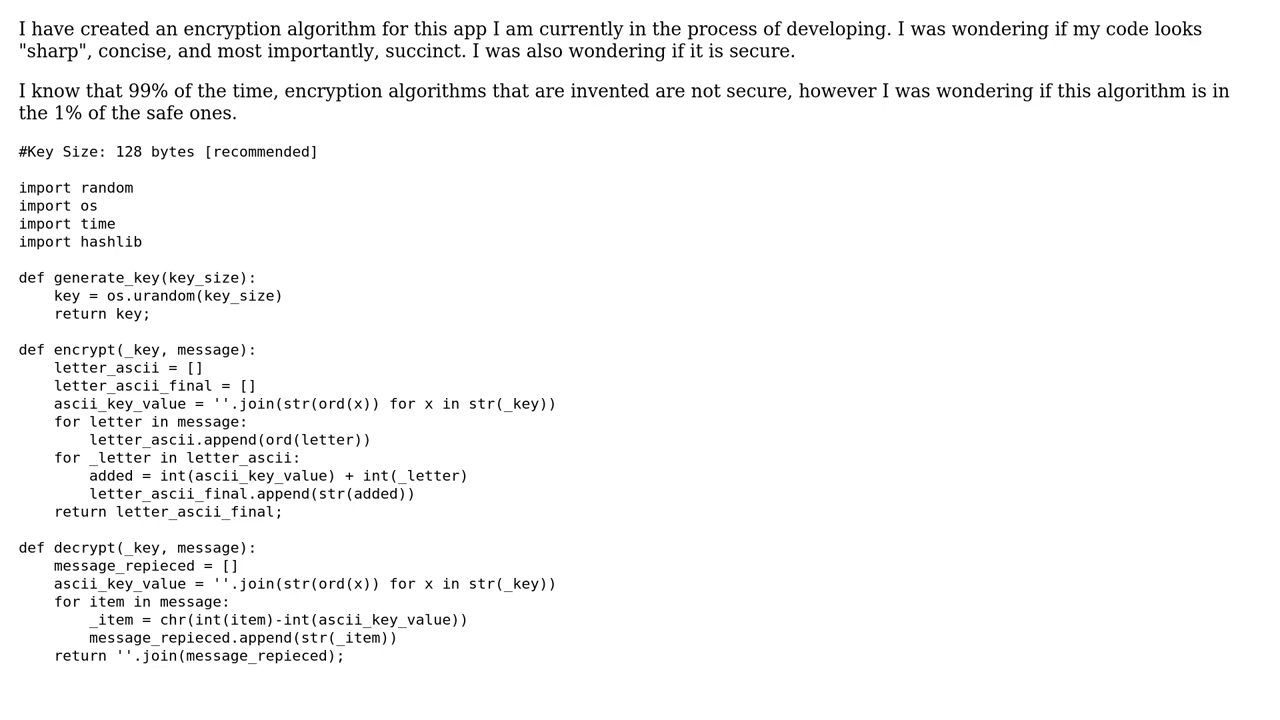 I have created an encryption algorithm for this app I am currently in the process of developing. I was wondering if my code looks
"sharp", concise, and most importantly, succinct. I was also wondering if it is secure.
I know that 99% of the time, encryption algorithms that are invented are not secure, however I was wondering if this algorithm is in
the 1% of the safe ones.
#Key Size: 128 bytes [recommended]
import random
import os
import time
import hashlib
def generate_key(key_size):
    key = os.urandom(key_size)
    return key;
def encrypt(_key, message):
    letter_ascii = []
    letter_ascii_final = []
    ascii_key_value = ''.join(str(ord(x)) for x in str(_key))
    for letter in message:
        letter_ascii.append(ord(letter))
    for _letter in letter_ascii:
        added = int(ascii_key_value) + int(_letter)
        letter_ascii_final.append(str(added))
    return letter_ascii_final;
def decrypt(_key, message):
    message_repieced = []
    ascii_key_value = ''.join(str(ord(x)) for x in str(_key))
    for item in message:
        _item = chr(int(item)-int(ascii_key_value))
        message_repieced.append(str(_item))
    return ''.join(message_repieced);